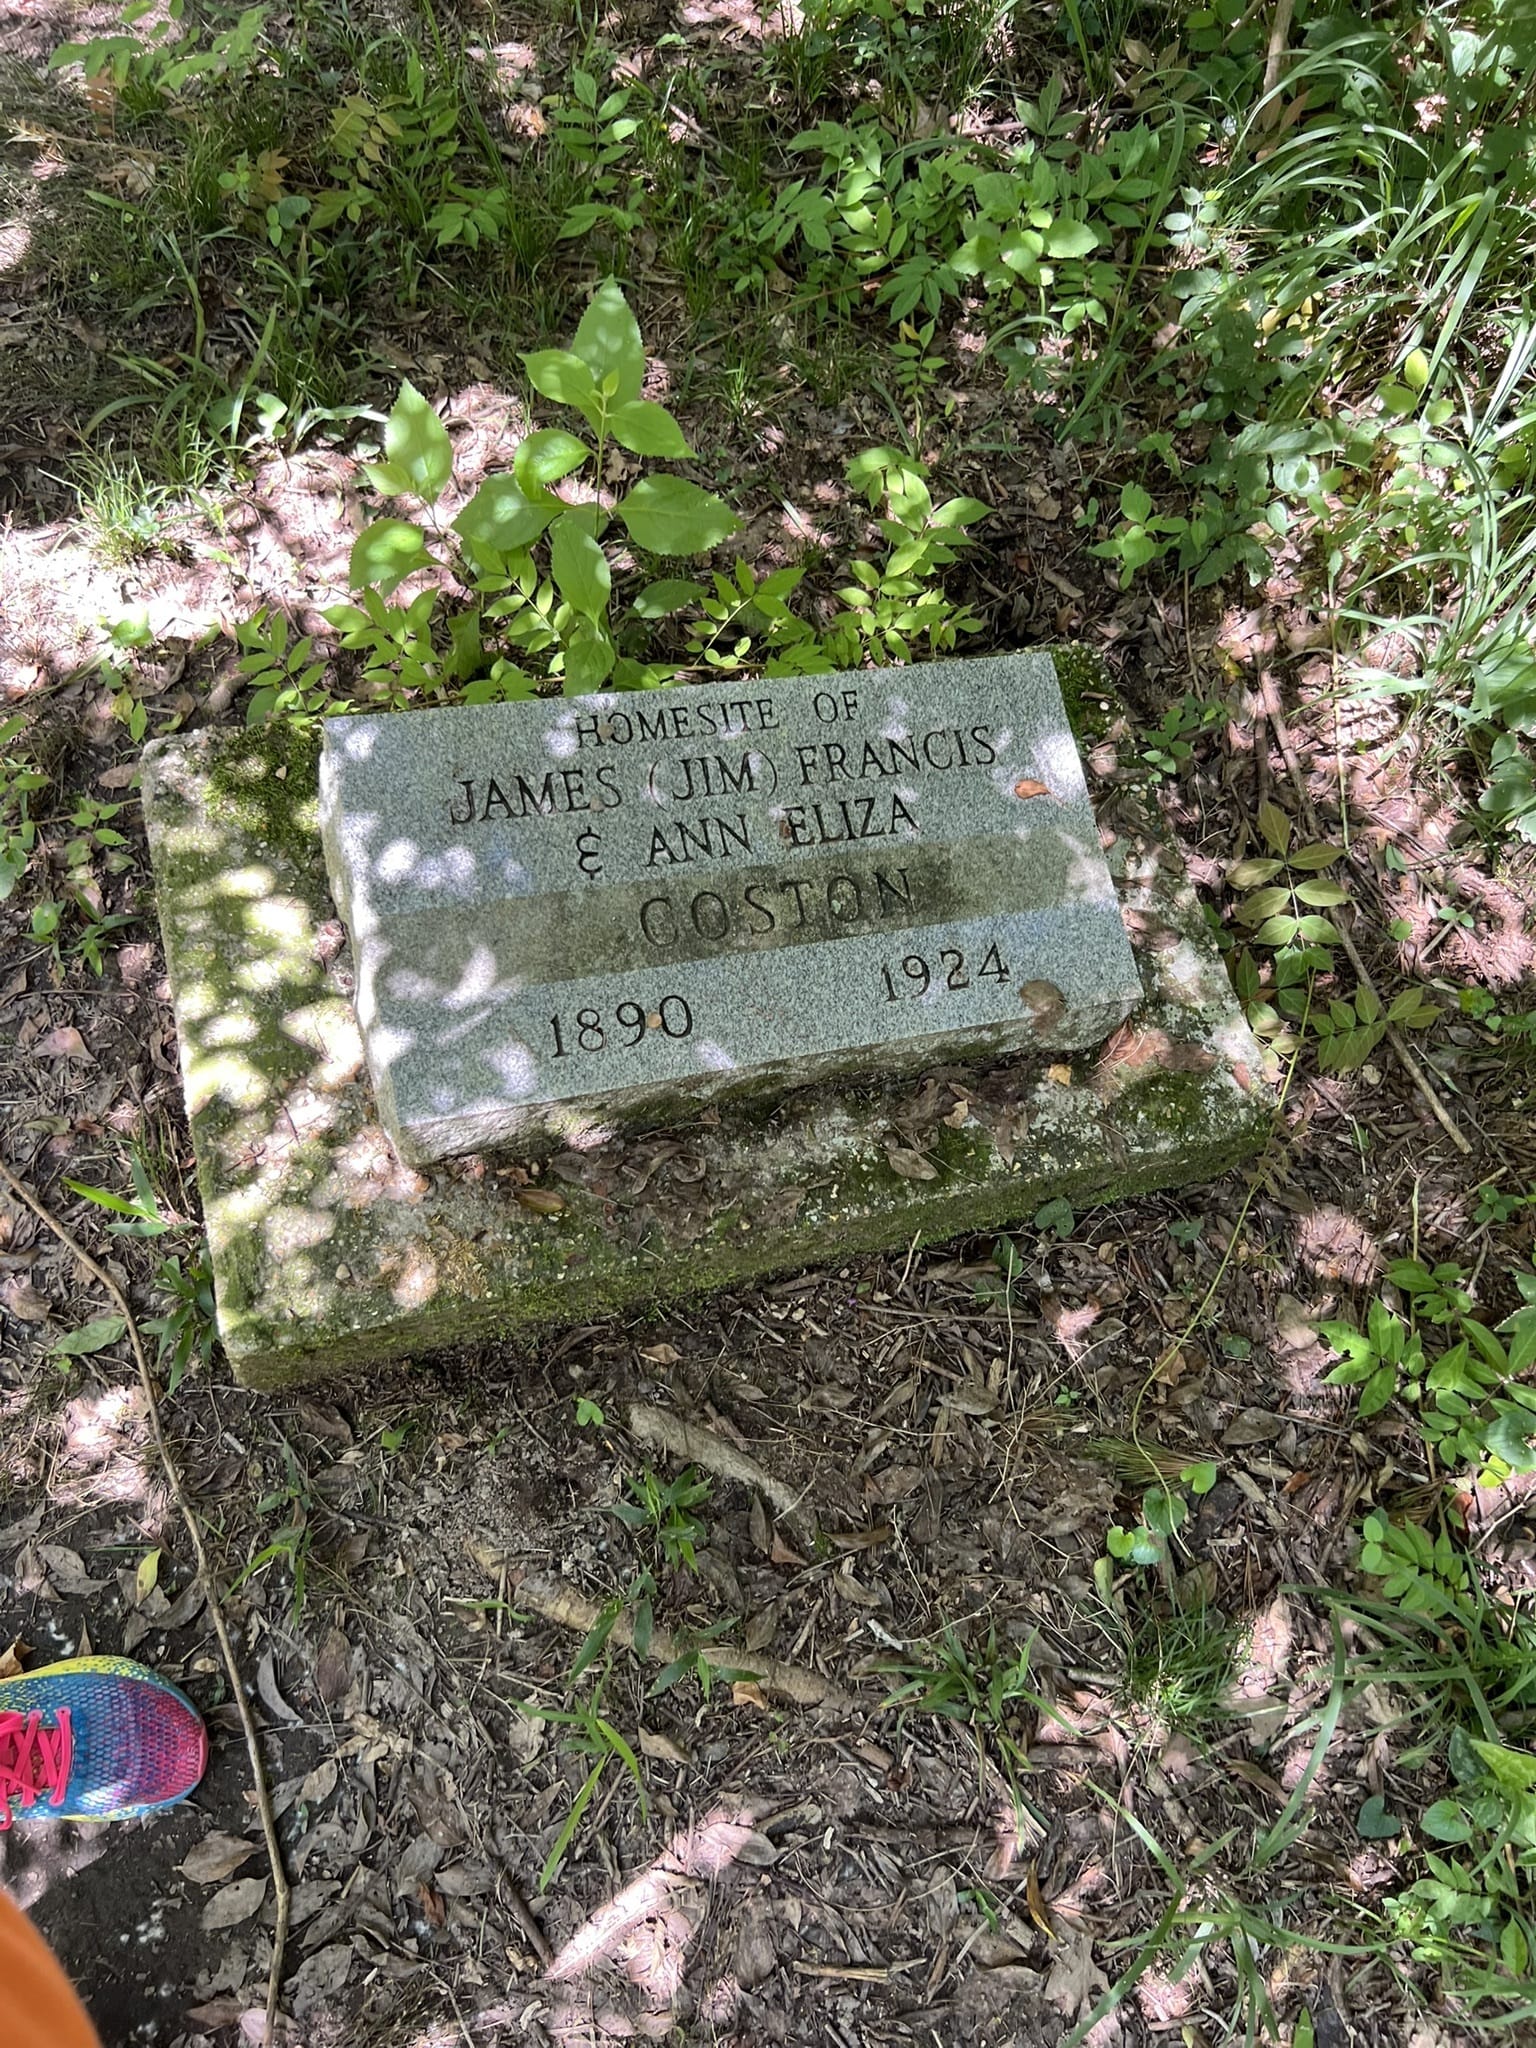 HOMESITE OF
JAMES (JIM) FRANCIS
& ANN ELIZA
COSTON
1890 1924